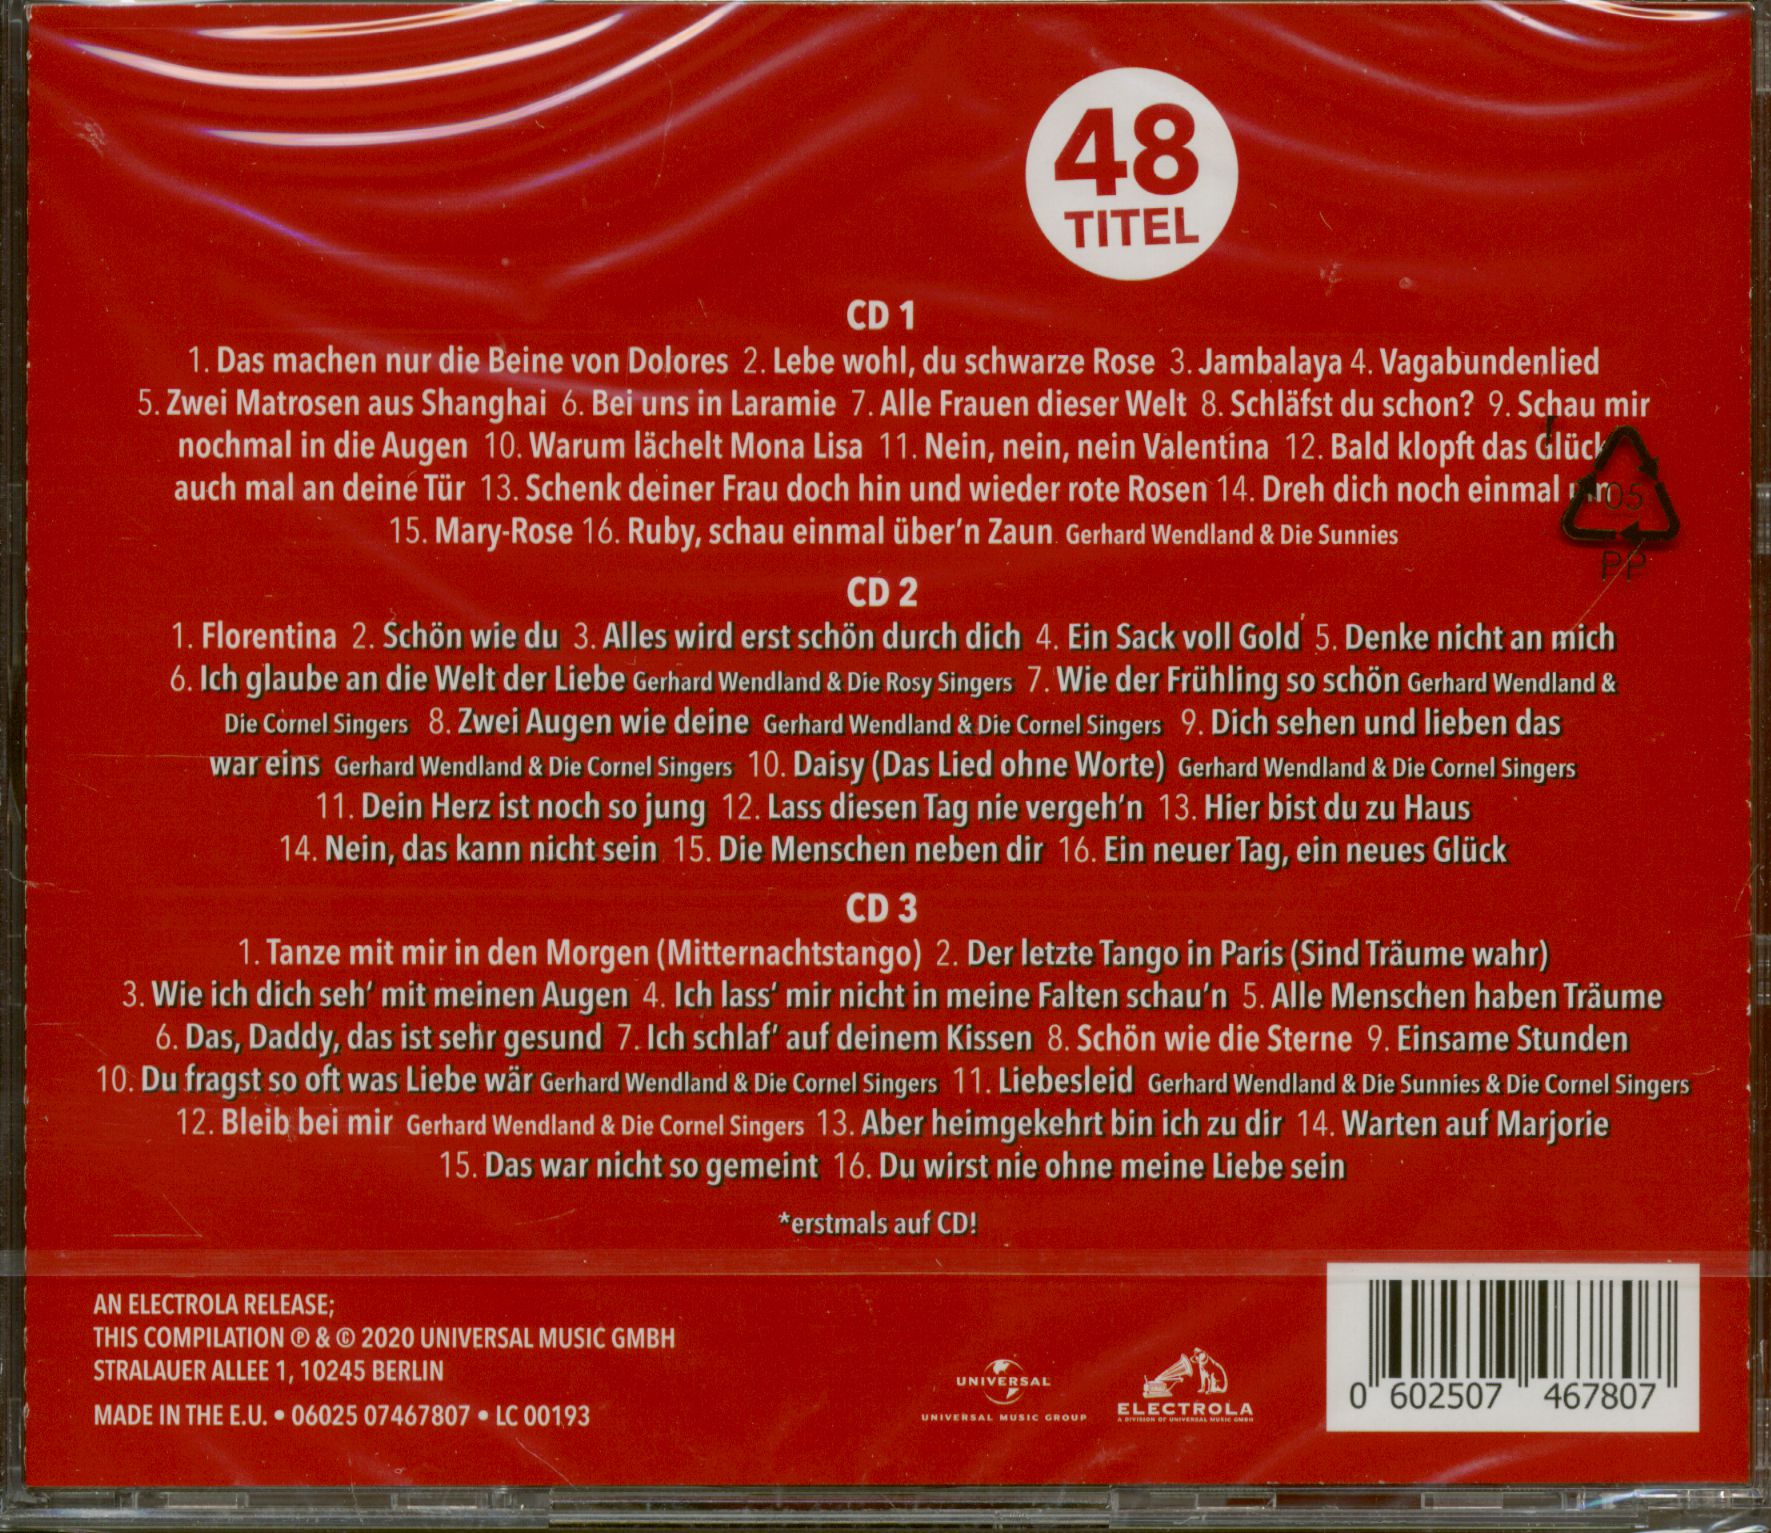 48
TITEL
CD 1
1. Das machen nur die Beine von Dolores 2. Lebe wohl, du schwarze Rose 3. Jambalaya 4. Vagabundenlied
5. Zwei Matrosen aus Shanghai 6. Bei uns in Laramie 7. Alle Frauen dieser Welt 8. Schläfst du schon? 9. Schau mir
nochmal in die Augen 10. Warum lächelt Mona Lisa 11. Nein, nein, nein Valentina 12. Bald klopft das Glück
auch mal an deine Tür 13. Schenk deiner Frau doch hin und wieder rote Rosen 14. Dreh dich noch einmal
05
15. Mary-Rose 16. Ruby, schau einmal über'n Zaun Gerhard Wendland & Die Sunnies
PP
CD 2
1. Florentina 2. Schön wie du 3. Alles wird erst schön durch dich 4. Ein Sack voll Gold 5. Denke nicht an mich
6. Ich glaube an die Welt der Liebe Gerhard Wendland & Die Rosy Singers 7. Wie der Frühling so schön Gerhard Wendland &
Die Cornel Singers 8. Zwei Augen wie deine Gerhard Wendland & Die Cornel Singers 9. Dich sehen und lieben das
war eins Gerhard Wendland & Die Cornel Singers 10. Daisy (Das Lied ohne Worte) Gerhard Wendland & Die Cornel Singers
11. Dein Herz ist noch so jung 12. Lass diesen Tag nie vergeh'n 13. Hier bist du zu Haus
14. Nein, das kann nicht sein 15. Die Menschen neben dir 16. Ein neuer Tag, ein neues Glück
CD 3
1. Tanze mit mir in den Morgen (Mitternachtstango) 2. Der letzte Tango in Paris (Sind Träume wahr)
3. Wie ich dich seh' mit meinen Augen 4. Ich lass' mir nicht in meine Falten schau'n 5. Alle Menschen haben Träume
6. Das, Daddy, das ist sehr gesund 7. Ich schlaf' auf deinem Kissen 8. Schön wie die Sterne 9. Einsame Stunden
10. Du fragst so oft was Liebe wär Gerhard Wendland & Die Cornel Singers 11. Liebesleid Gerhard Wendland & Die Sunnies & Die Cornel Singers
12. Bleib bei mir Gerhard Wendland & Die Cornel Singers 13. Aber heimgekehrt bin ich zu dir 14. Warten auf Marjorie
15. Das war nicht so gemeint 16. Du wirst nie ohne meine Liebe sein
*erstmals auf CD!
AN ELECTROLA RELEASE;
THIS COMPILATION ℗ & © 2020 UNIVERSAL MUSIC GMBH
STRALAUER ALLEE 1, 10245 BERLIN
MADE IN THE E.U. • 06025 07467807 • LC 00193
UNIVERSAL
UNIVERSAL MUSIC GROUP
ELECTROLA
A DIVISION OF UNIVERSAL MUSIC GMBH
0 602507 467807